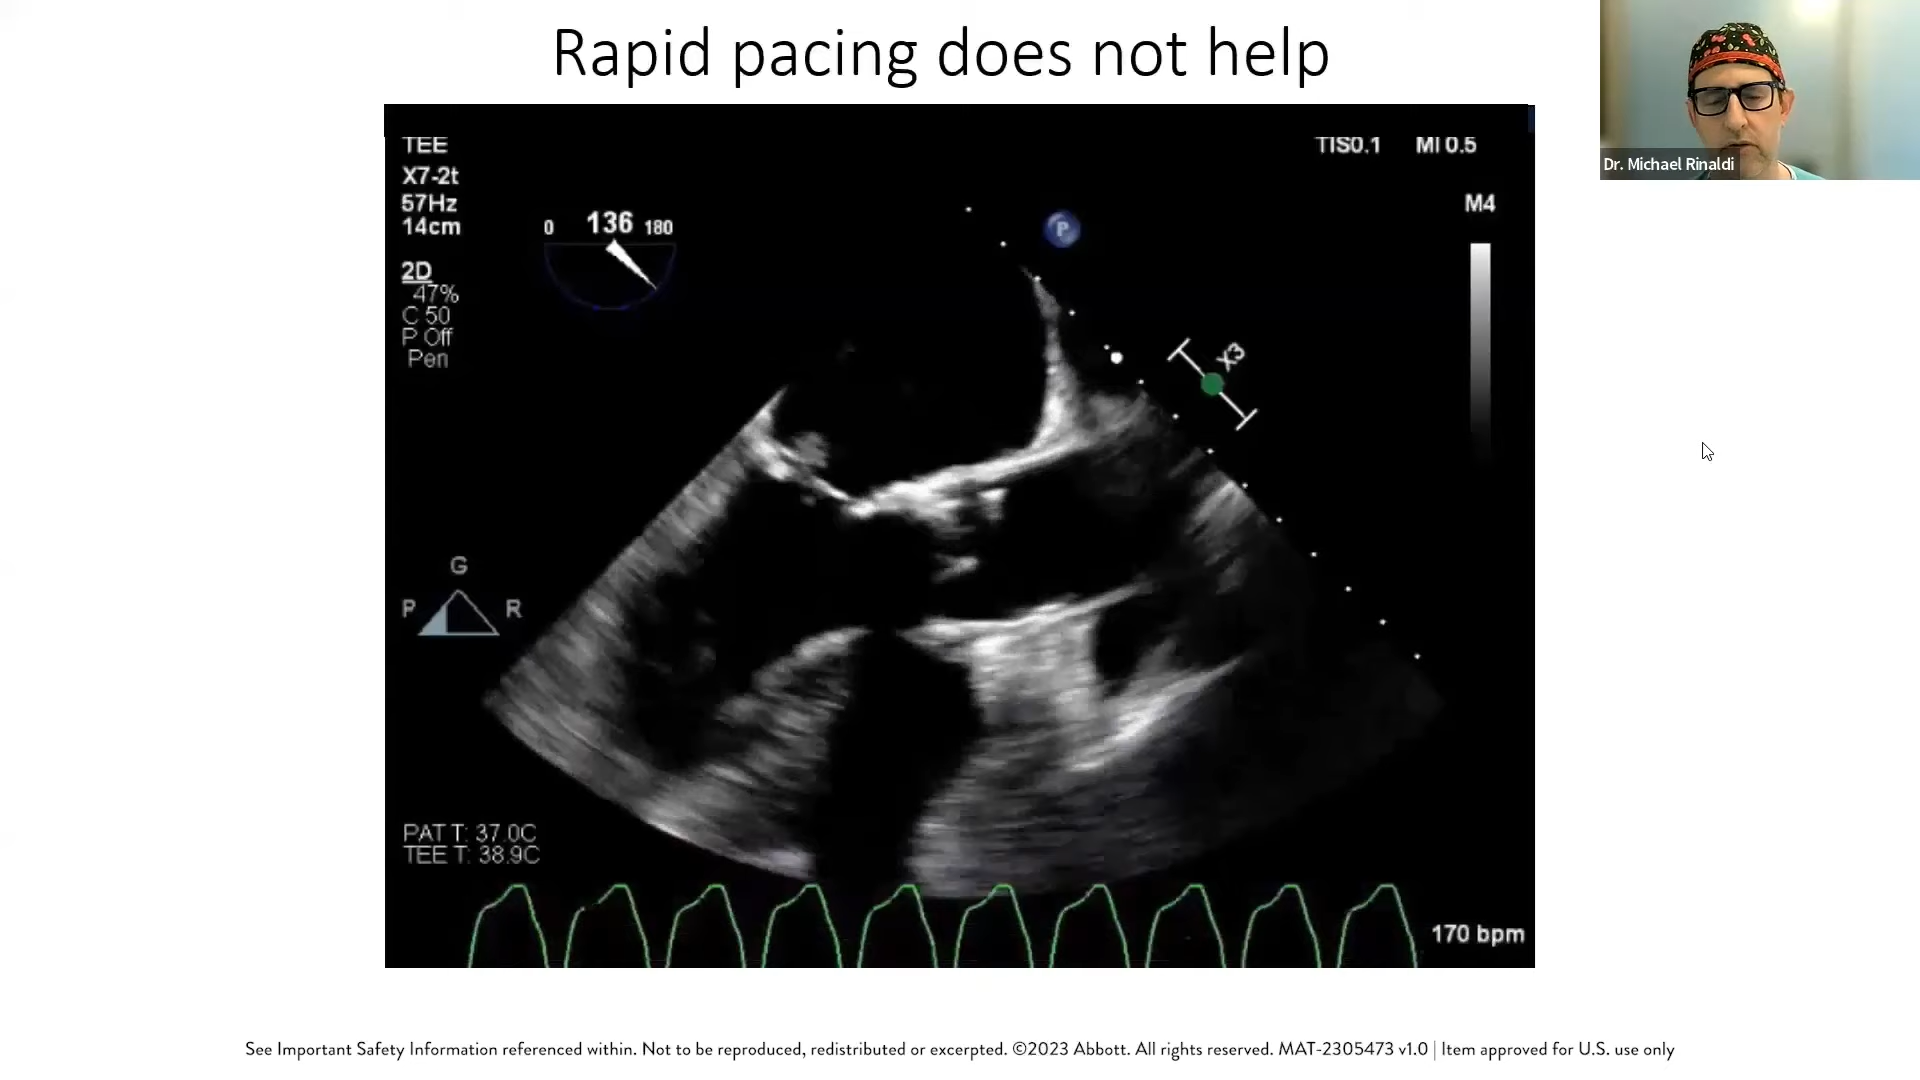 Rapid pacing does not help
Dr. Michael Rinaldi
TEE
X7-2t
57Hz
14cm
2D
47%
C 50
P Off
Pen
0 136 180
P
TIS0.1 MI 0.5
M4
X3
G
P R
PAT T: 37.0C
TEE T: 38.9C
170 bpm
See Important Safety Information referenced within. Not to be reproduced, redistributed or excerpted. ©2023 Abbott. All rights reserved. MAT-2305473 v1.0 | Item approved for U.S. use only